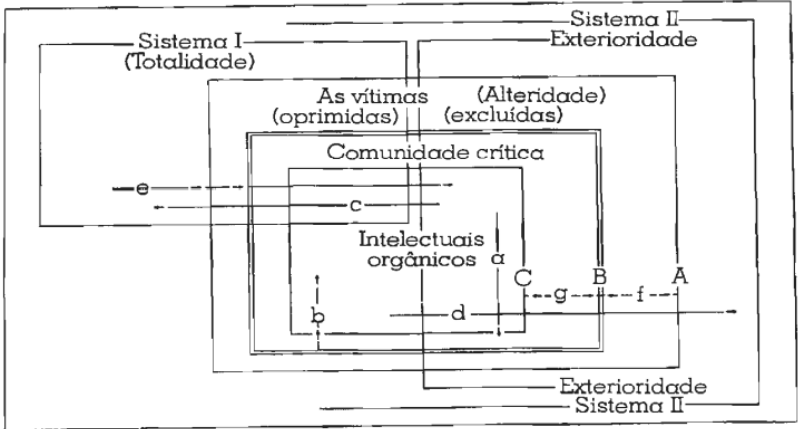 Sistema II
Sistema I
Exterioridade
(Totalidade)
As vítimas (Alteridade)
(oprimidas) (excluídas)
Comunidade crítica
e
c
Intelectuais
orgânicos
a
C B A
g f
b
d
Exterioridade
Sistema II